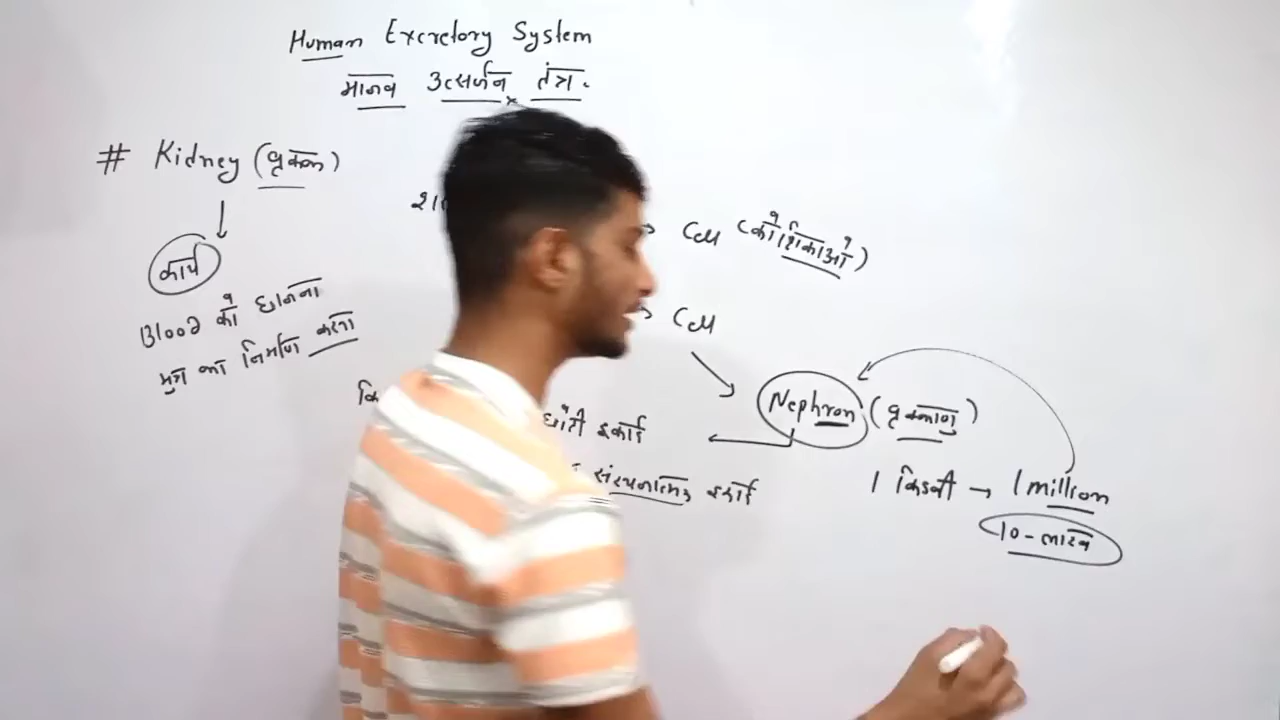 Human Excretory System
मानव उत्सर्जन तंत्र
# Kidney (वृक्क)
कार्य
Blood को छानना
मुत्र का निर्माण करना
Cell (कोशिकाओं)
Cell
Nephron (वृक्काणु)
छोटी इकाई
संरचनात्मक इकाई
1 किडनी → 1 million
10 - लाख